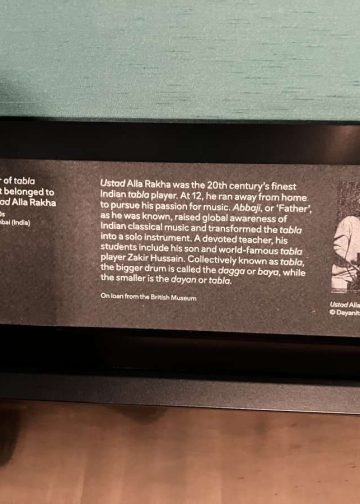 r of tabla
t belonged to
ad Alla Rakha
0s
bai (India)
Ustad Alla Rakha was the 20th century's finest
Indian tabla player. At 12, he ran away from home
to pursue his passion for music. Abbaji, or 'Father',
as he was known, raised global awareness of
Indian classical music and transformed the tabla
into a solo instrument. A devoted teacher, his
students include his son and world-famous tabla
player Zakir Hussain. Collectively known as tabla,
the bigger drum is called the dagga or baya, while
the smaller is the dayan or tabla.
On loan from the British Museum
Ustad Alla
© Dayanit